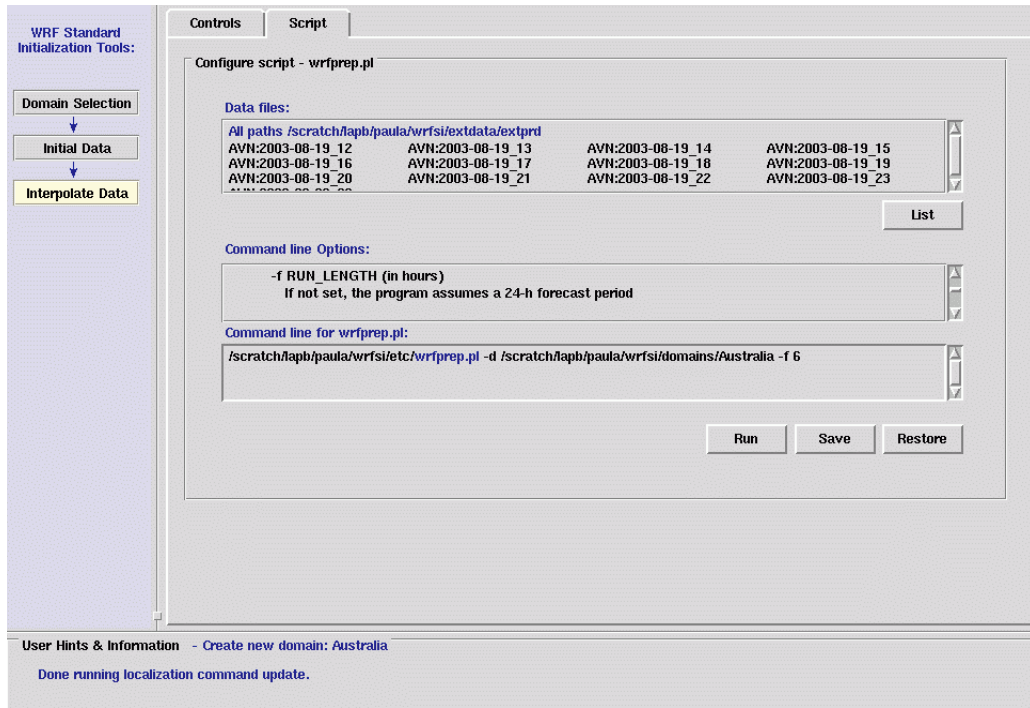 WRF Standard
Initialization Tools:
Domain Selection
Initial Data
Interpolate Data
Controls Script
Configure script - wrfprep.pl
Data files:
All paths /scratch/lapb/paula/wrfsi/extdata/extprd
AVN:2003-08-19_12 AVN:2003-08-19_13 AVN:2003-08-19_14 AVN:2003-08-19_15
AVN:2003-08-19_16 AVN:2003-08-19_17 AVN:2003-08-19_18 AVN:2003-08-19_19
AVN:2003-08-19_20 AVN:2003-08-19_21 AVN:2003-08-19_22 AVN:2003-08-19_23
List
Command line Options:
-f RUN_LENGTH (in hours)
If not set, the program assumes a 24-h forecast period
Command line for wrfprep.pl:
/scratch/lapb/paula/wrfsi/etc/wrfprep.pl -d /scratch/lapb/paula/wrfsi/domains/Australia -f 6
Run Save Restore
User Hints & Information - Create new domain: Australia
Done running localization command update.